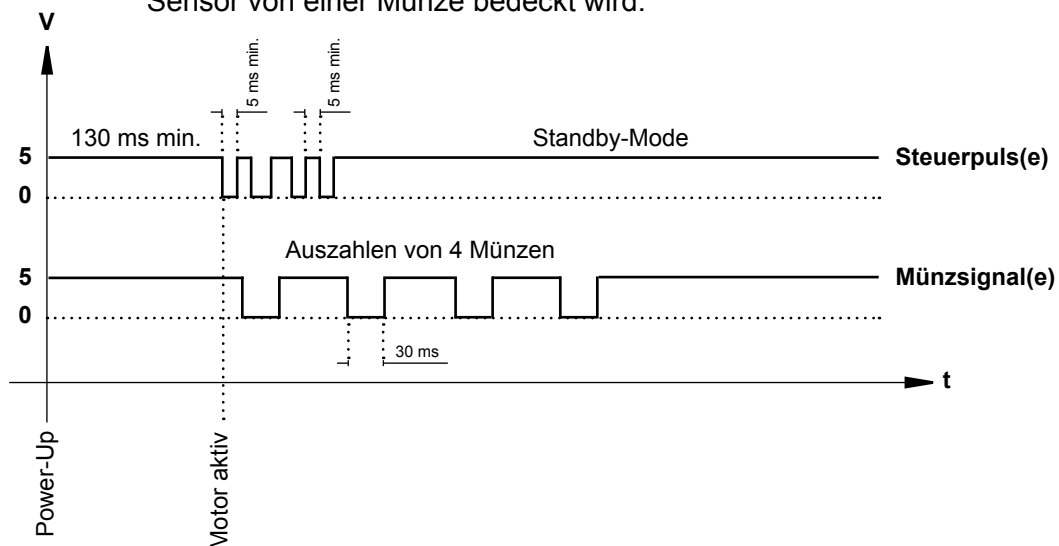 Sensor von einer Münze bedeckt wird.
V
5 ms min.
5 ms min.
130 ms min.
Standby-Mode
5
Steuerpuls(e)
0
Auszahlen von 4 Münzen
5
Münzsignal(e)
0
30 ms
t
Power-Up
Motor aktiv